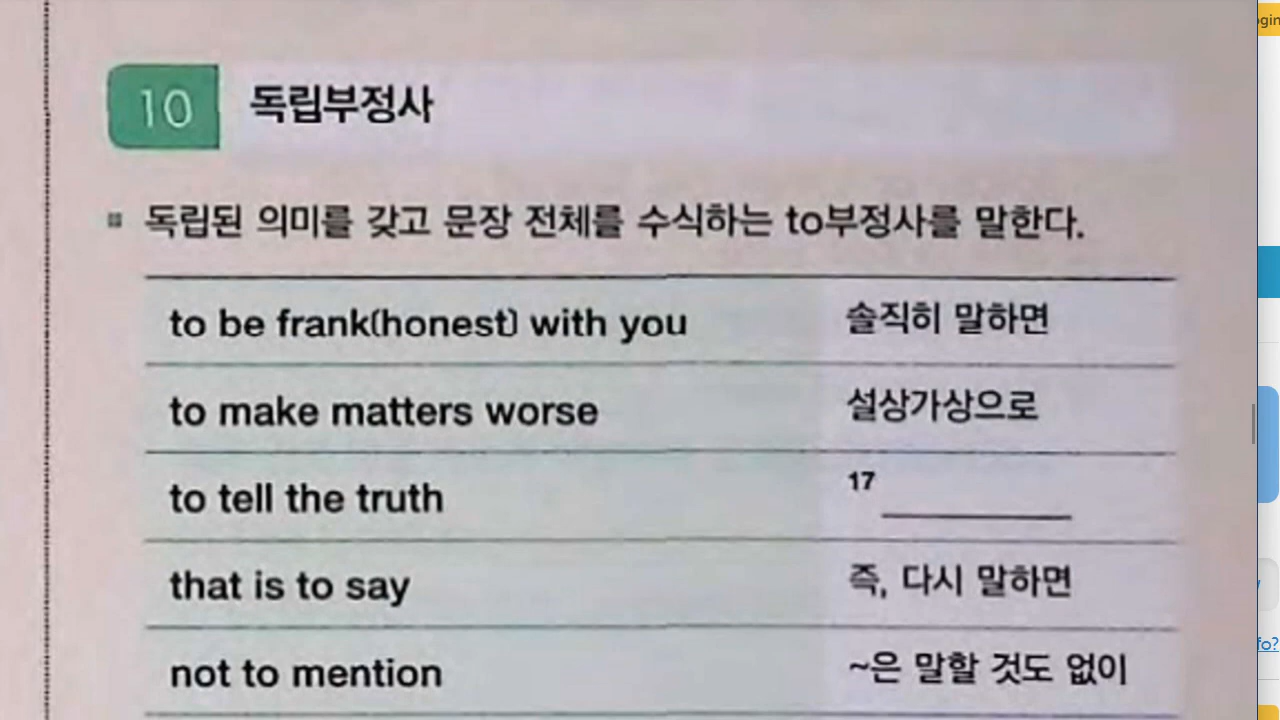 10 독립부정사
독립된 의미를 갖고 문장 전체를 수식하는 to부정사를 말한다.
to be frank(honest) with you 솔직히 말하면
to make matters worse 설상가상으로
to tell the truth 17 ________
that is to say 즉, 다시 말하면
not to mention ~은 말할 것도 없이